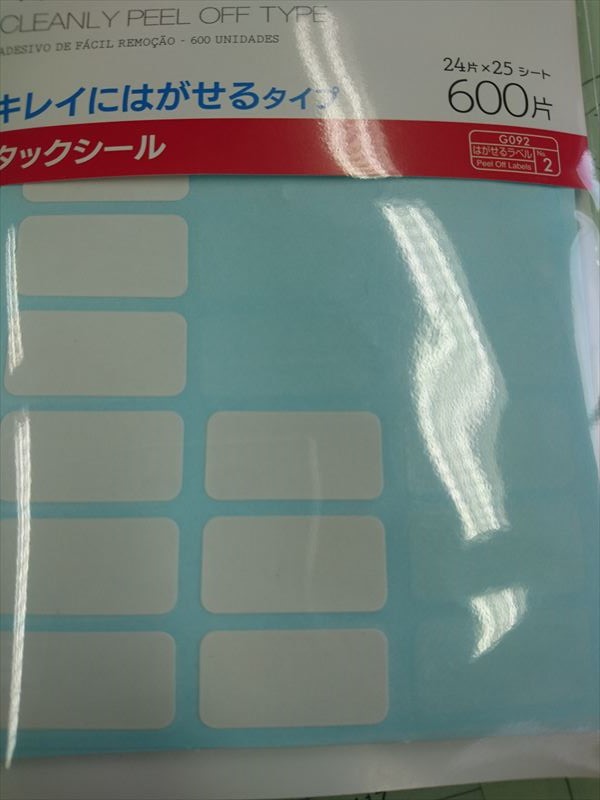 CLEANLY PEEL OFF TYPE
ADESIVO DE FÁCIL REMOÇÃO - 600 UNIDADES
キレイにはがせるタイプ
24片×25シート
600片
タックシール
G092
はがせるラベル
Peel Off Labels
No.
2